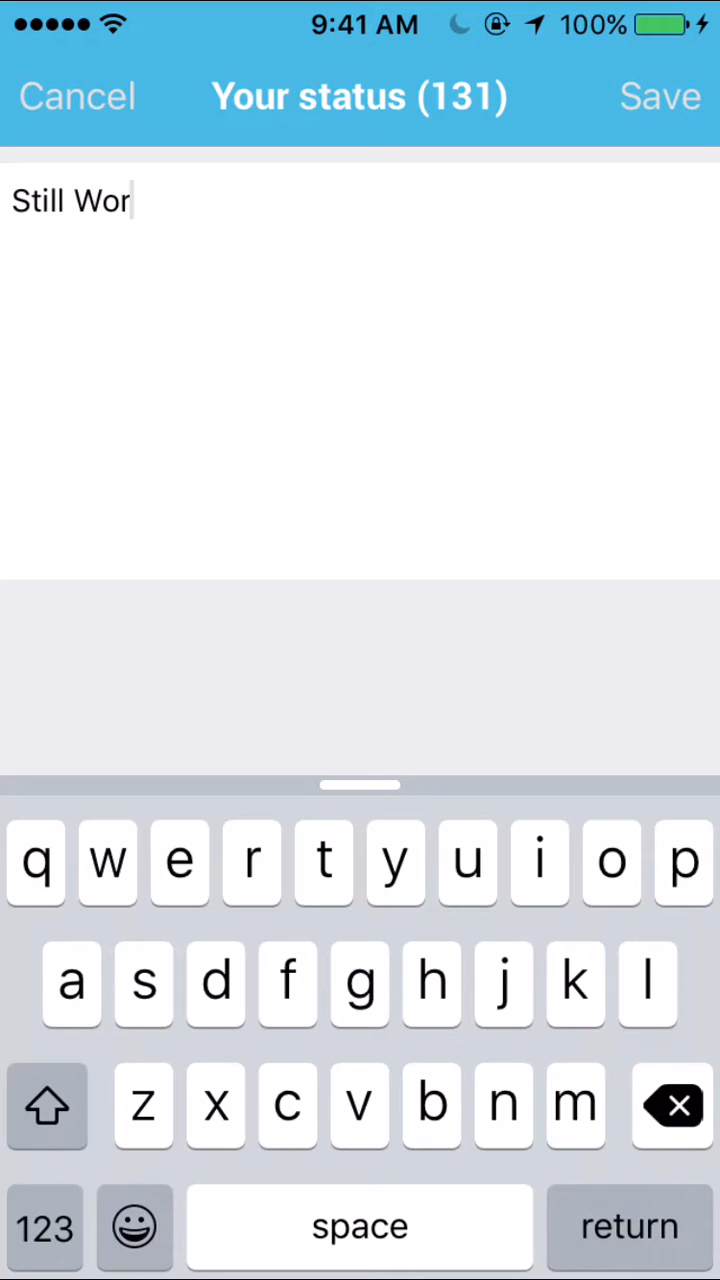 9:41 AM 100%
Cancel Your status (131) Save
Still Wor
q w e r t y u i o p
a s d f g h j k l
z x c v b n m
123 space return